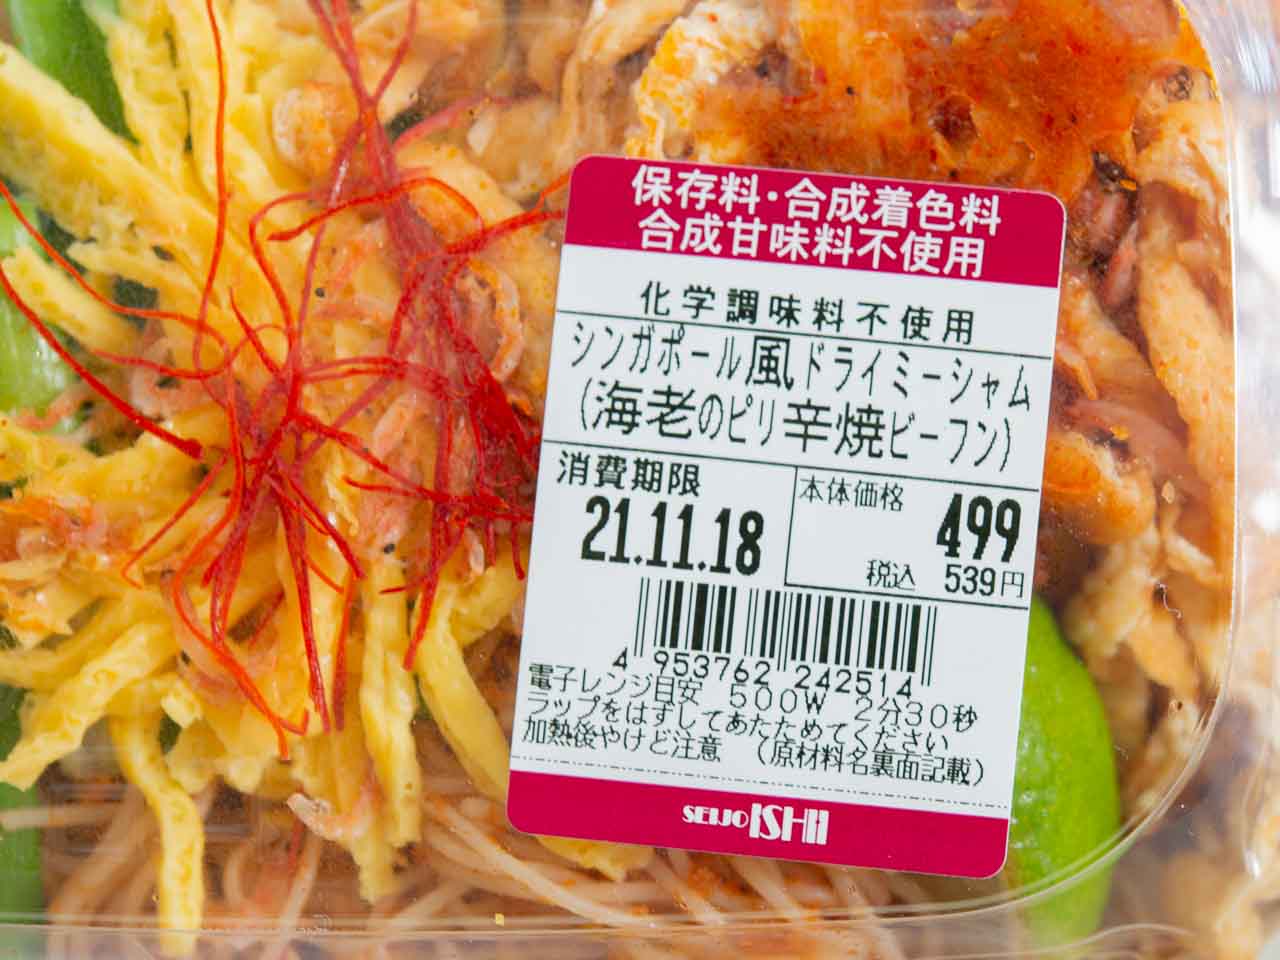 保存料・合成着色料
合成甘味料不使用
化学調味料不使用
シンガポール風ドライミーシャム
(海老のピリ辛焼ビーフン)
消費期限
21.11.18
本体価格
499
税込 539円
4 953762 242514
電子レンジ目安 500W 2分30秒
ラップをはずしてあたためてください
加熱後やけど注意 (原材料名裏面記載)
SEIJO ISHII